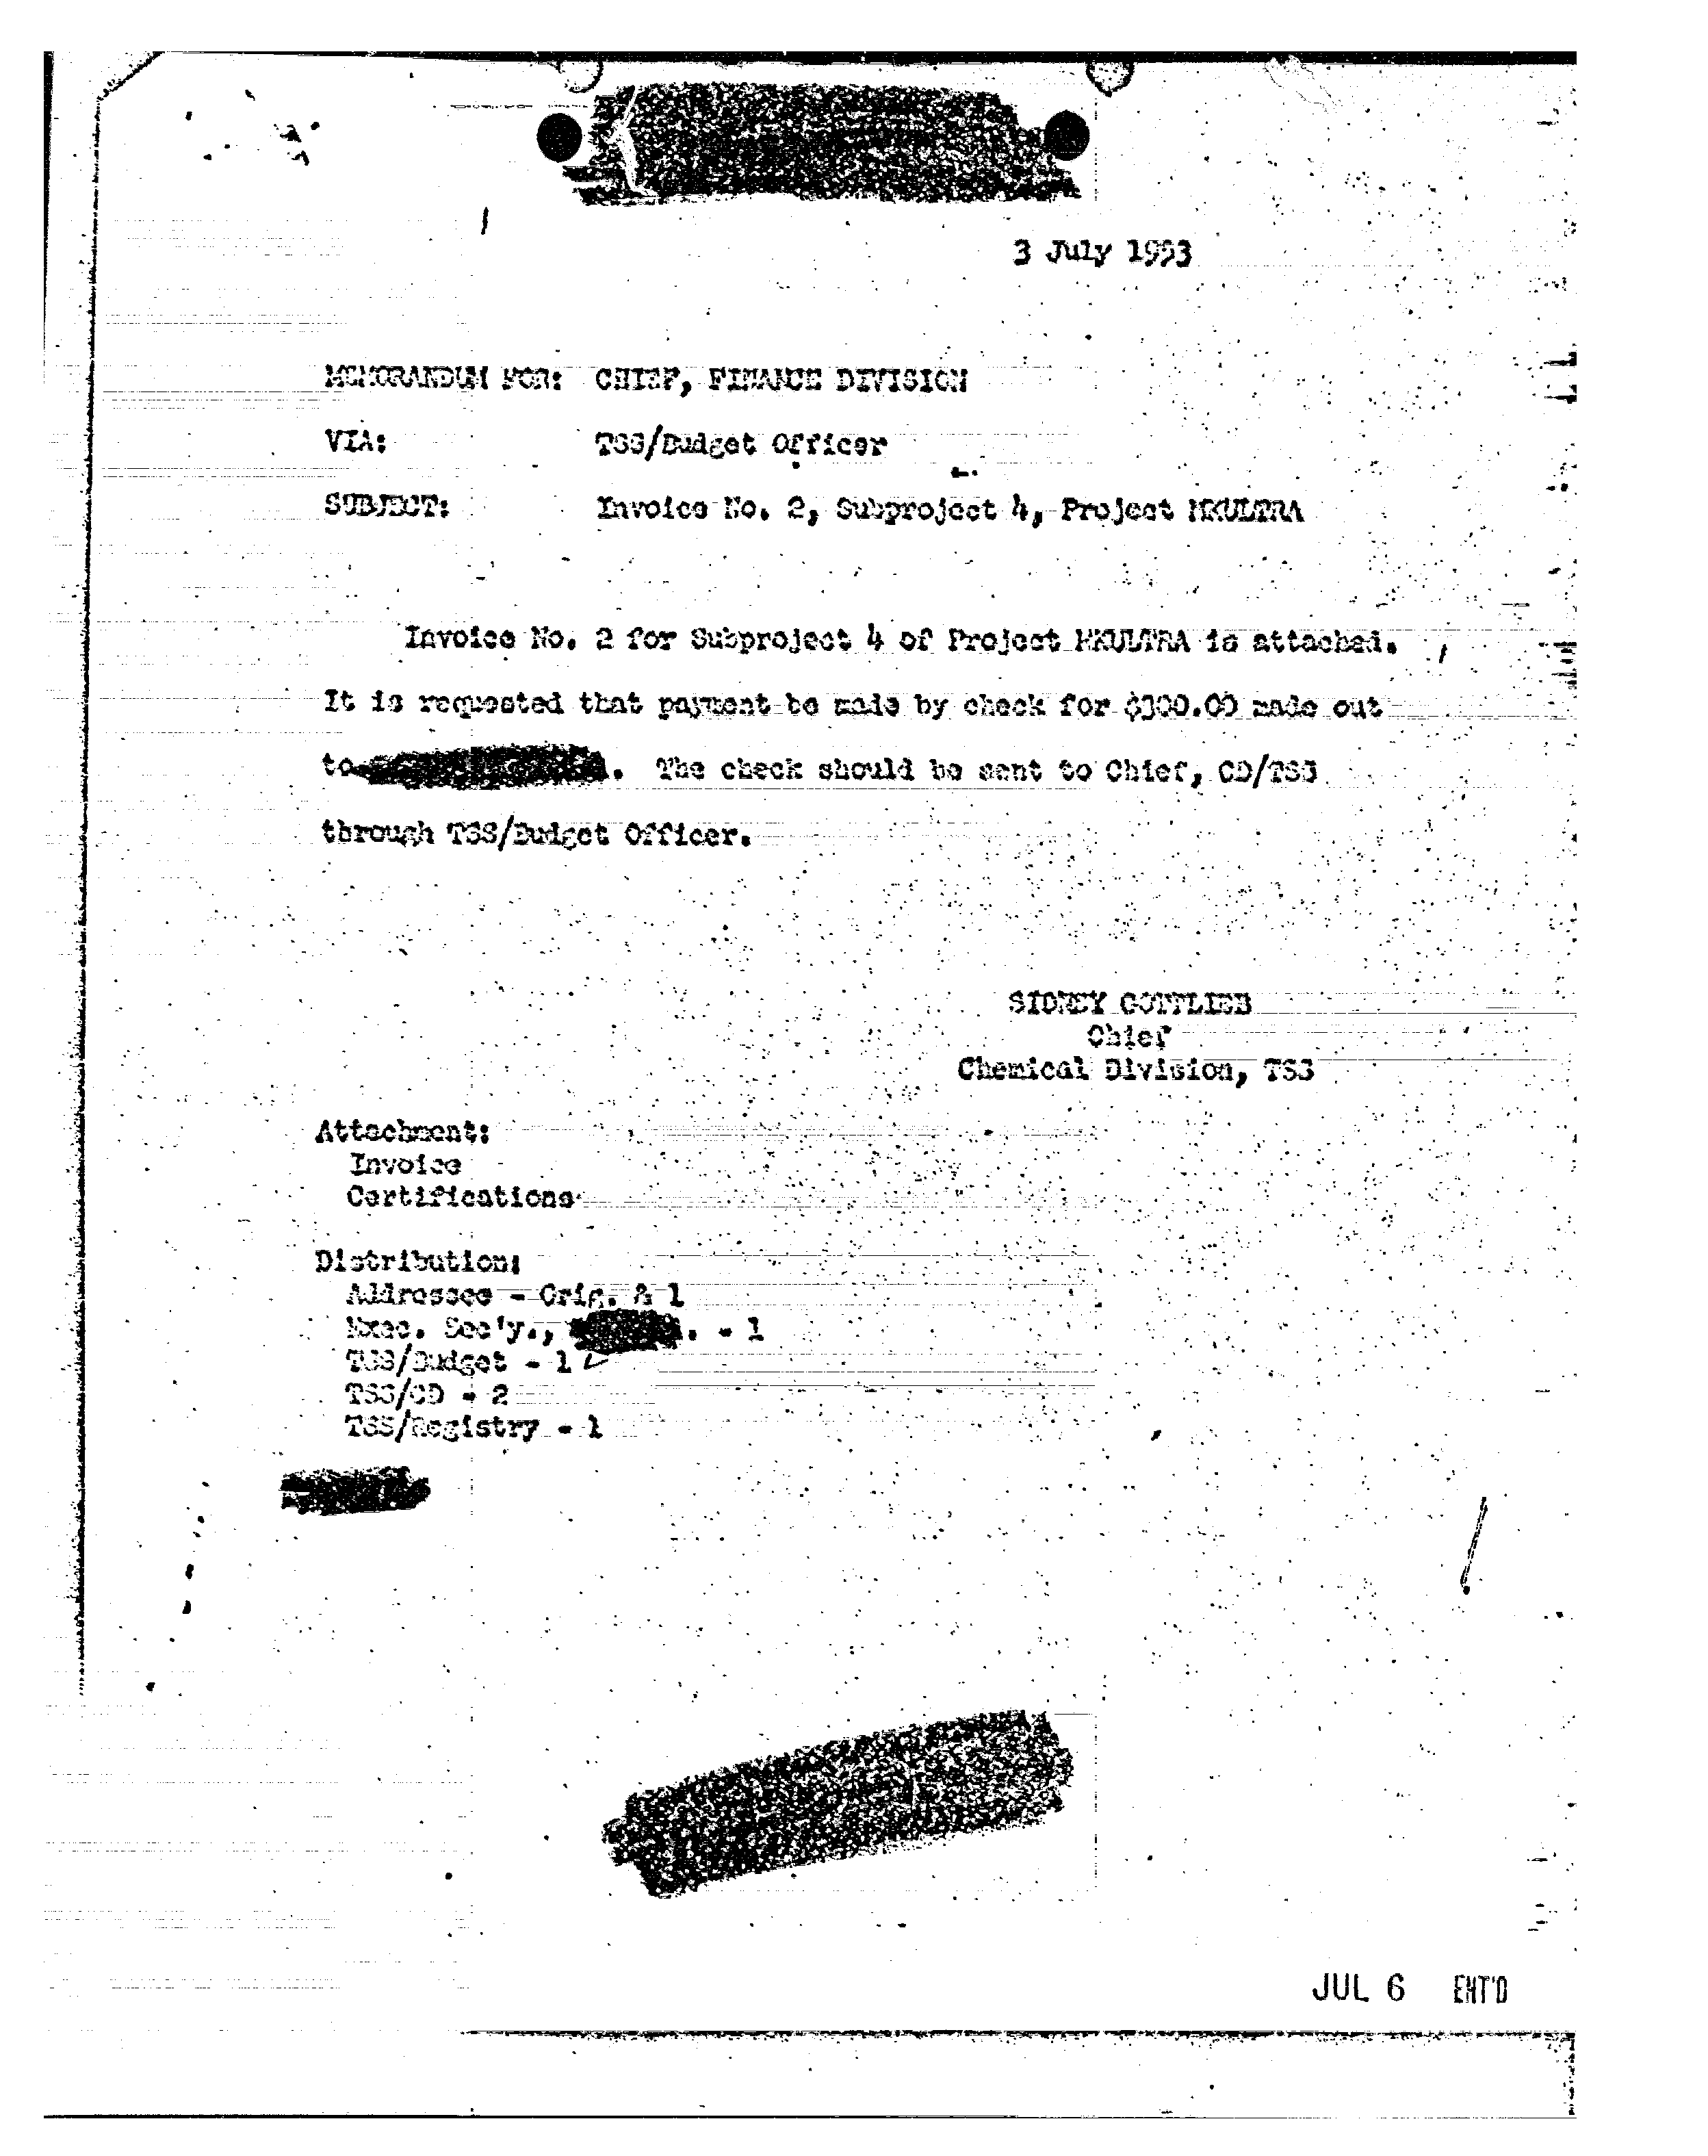 3 July 1953
MEMORANDUM FOR: CHIEF, FINANCE DIVISION
VIA: TSS/Budget Officer
SUBJECT: Invoice No. 2, Subproject 4, Project MKULTRA
Invoice No. 2 for Subproject 4 of Project MKULTRA is attached.
It is requested that payment be made by check for $300.00 made out
to . The check should be sent to Chief, CD/TSS
through TSS/Budget Officer.
SIDNEY GOTTLIEB
Chief
Chemical Division, TSS
Attachment:
Invoice
Certifications
Distribution:
Addressee - Orig. & 1
Exec. Sec'y., . - 1
TSS/Budget - 1
TSS/CD - 2
TSS/Registry - 1
JUL 6 ENT'D